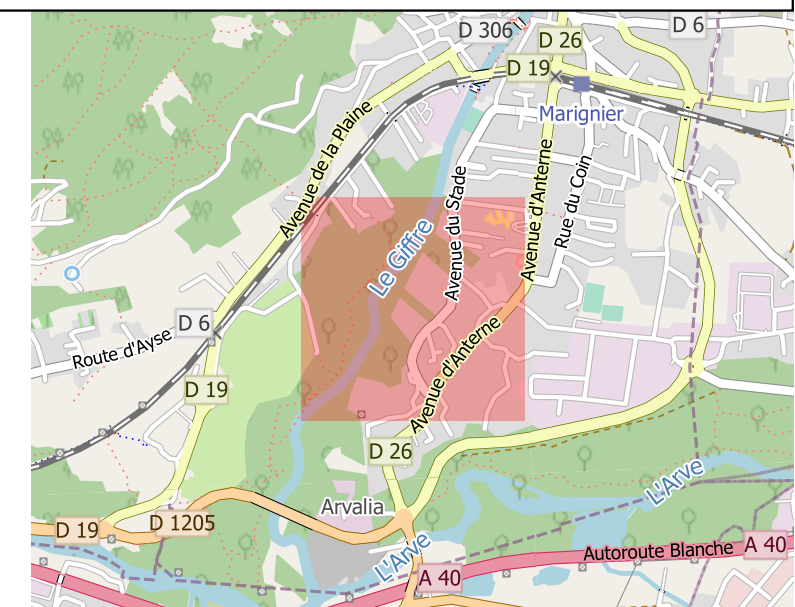 D 306
D 6
D 26
D 19
Marignier
Avenue de la Plaine
Avenue du Stade
Avenue d'Anterne
Rue du Coin
Le Giffre
D 6
Route d'Ayse
Avenue d'Anterne
D 19
D 26
L'Arve
Arvalia
D 19
D 1205
L'Arve
Autoroute Blanche
A 40
A 40